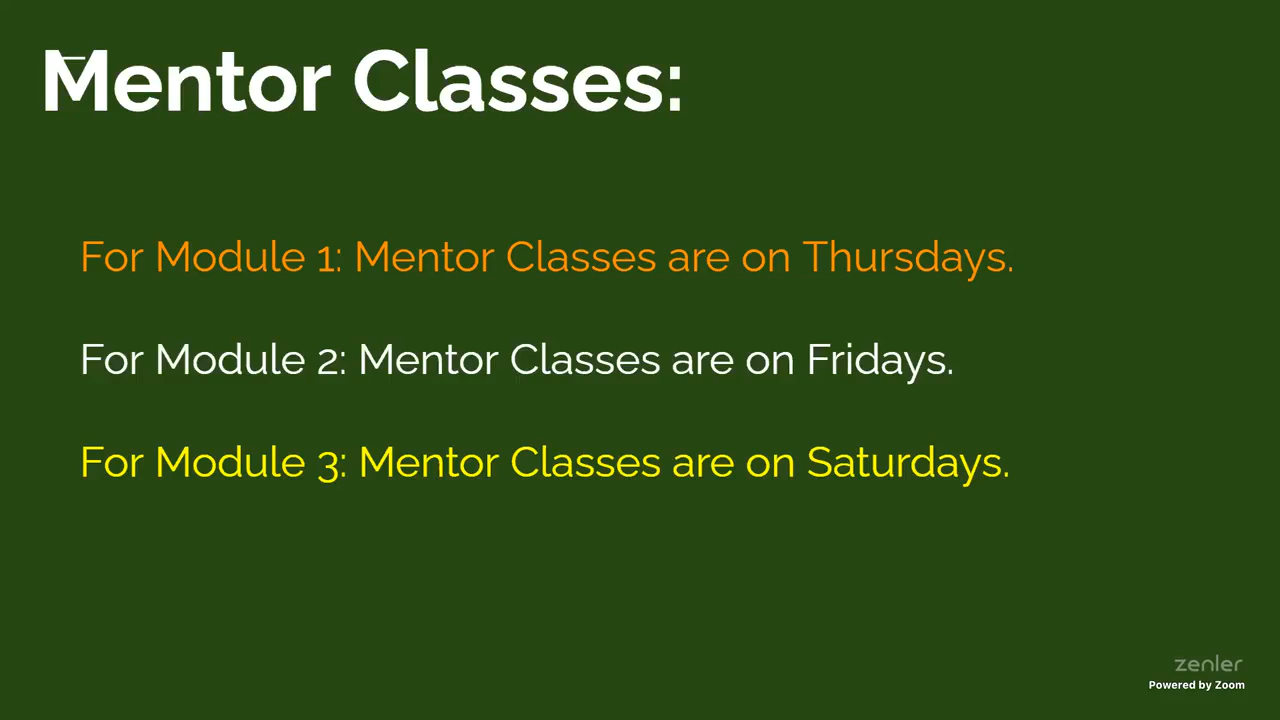 Mentor Classes:
For Module 1: Mentor Classes are on Thursdays.
For Module 2: Mentor Classes are on Fridays.
For Module 3: Mentor Classes are on Saturdays.
zenler
Powered by Zoom